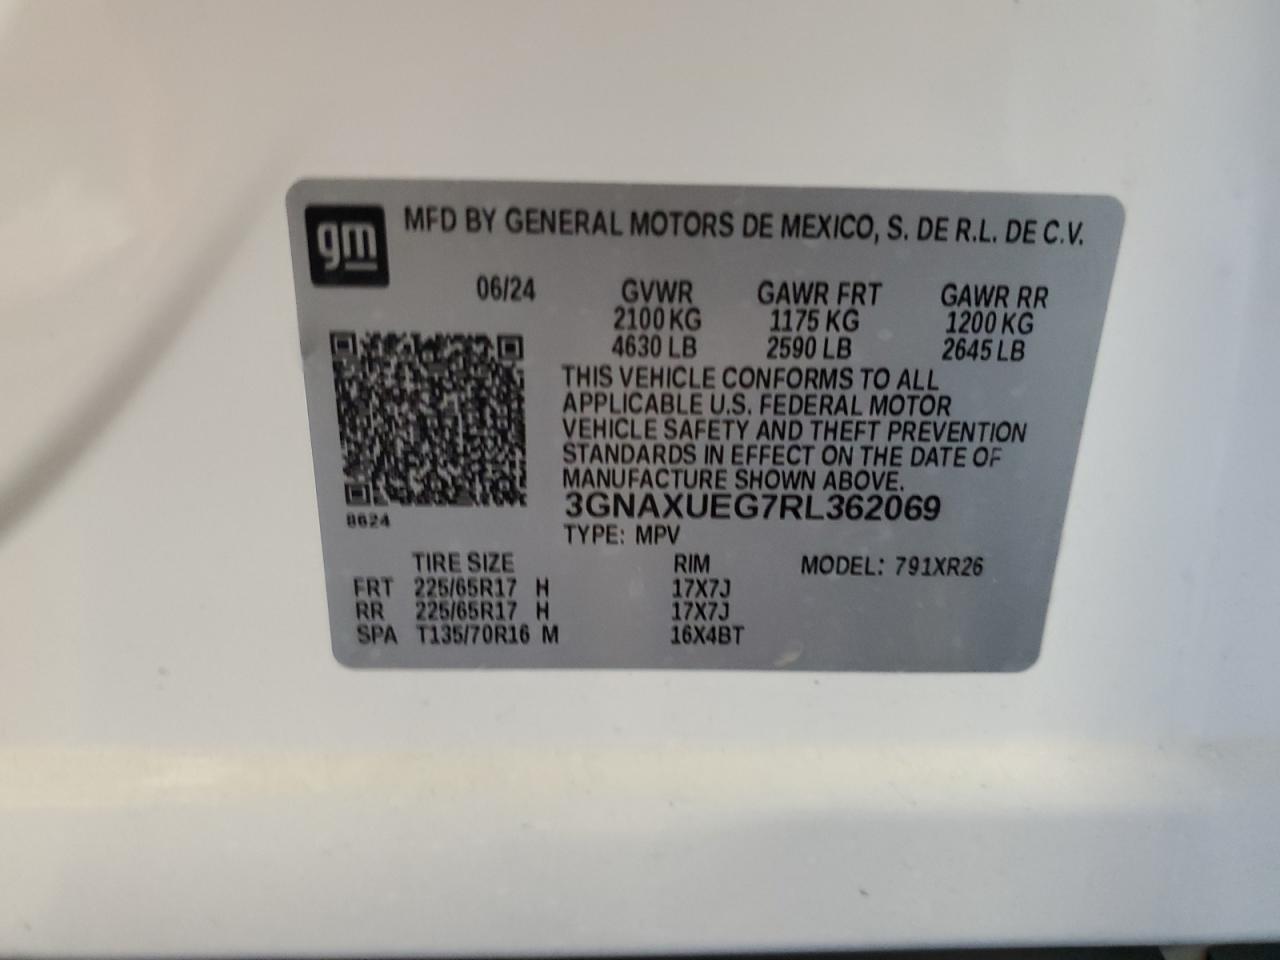 gm
MFD BY GENERAL MOTORS DE MEXICO, S. DE R.L. DE C.V.
06/24 GVWR GAWR FRT GAWR RR
2100 KG 1175 KG 1200 KG
4630 LB 2590 LB 2645 LB
THIS VEHICLE CONFORMS TO ALL
APPLICABLE U.S. FEDERAL MOTOR
VEHICLE SAFETY AND THEFT PREVENTION
STANDARDS IN EFFECT ON THE DATE OF
MANUFACTURE SHOWN ABOVE.
3GNAXUEG7RL362069
8624
TYPE: MPV
TIRE SIZE RIM MODEL: 791XR26
FRT 225/65R17 H 17X7J
RR 225/65R17 H 17X7J
SPA T135/70R16 M 16X4BT